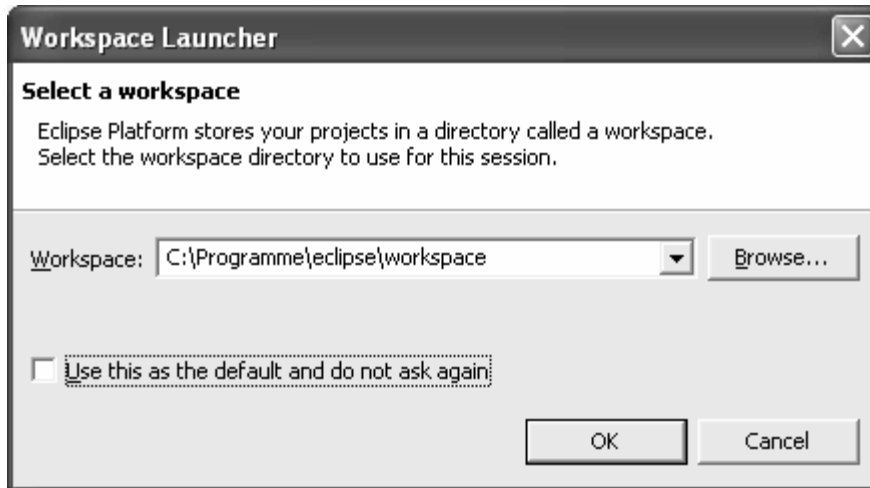 Workspace Launcher
Select a workspace
Eclipse Platform stores your projects in a directory called a workspace.
Select the workspace directory to use for this session.
Workspace: C:\Programme\eclipse\workspace Browse...
Use this as the default and do not ask again
OK Cancel